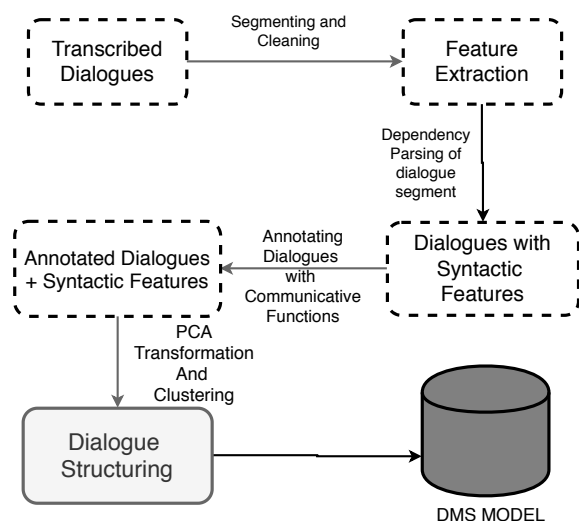 Transcribed
Dialogues
Segmenting and
Cleaning
Feature
Extraction
Dependency
Parsing of
dialogue
segment
Dialogues with
Syntactic
Features
Annotating
Dialogues
with
Communicative
Functions
Annotated Dialogues
+ Syntactic Features
PCA
Transformation
And
Clustering
Dialogue
Structuring
DMS MODEL